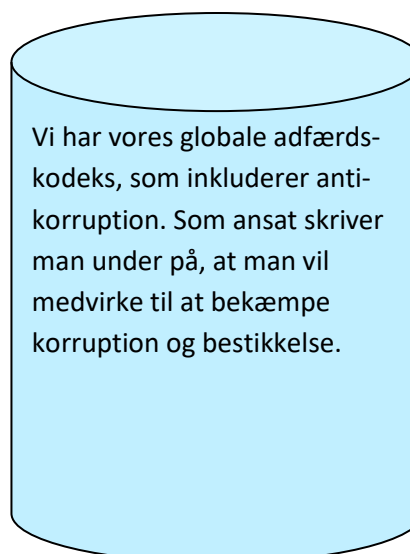 Vi har vores globale adfærds-
kodeks, som inkluderer anti-
korruption. Som ansat skriver
man under på, at man vil
medvirke til at bekæmpe
korruption og bestikkelse.